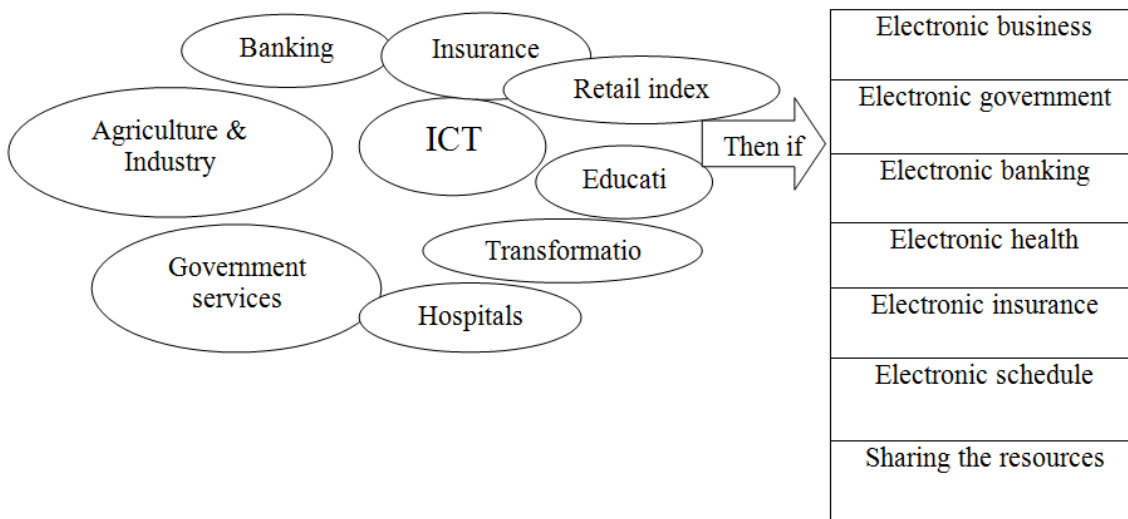 Banking
Insurance
Retail index
Agriculture &
Industry
ICT
Educati
Transformatio
Government
services
Hospitals
Then if
Electronic business
Electronic government
Electronic banking
Electronic health
Electronic insurance
Electronic schedule
Sharing the resources